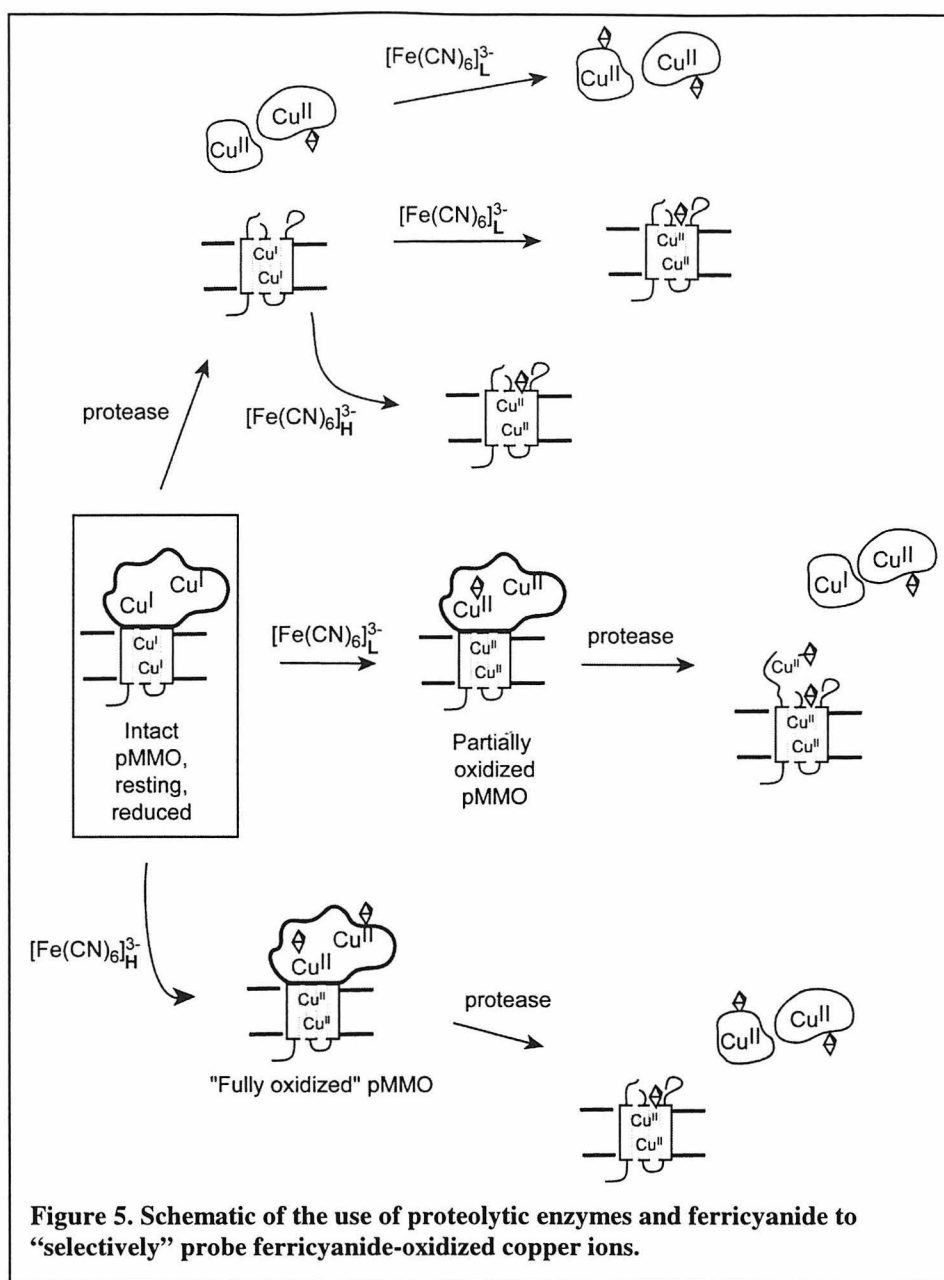 [Fe(CN)₆]³⁻L
Cuᴵᴵ
Cuᴵᴵ
Cuᴵᴵ
Cuᴵᴵ
[Fe(CN)₆]³⁻L
Cuᴵ
Cuᴵ
Cuᴵᴵ
Cuᴵᴵ
protease
[Fe(CN)₆]³⁻H
Cuᴵᴵ
Cuᴵᴵ
Cuᴵ
Cuᴵ
Cuᴵ
Cuᴵ
Intact
pMMO,
resting,
reduced
[Fe(CN)₆]³⁻L
Cuᴵᴵ
Cuᴵᴵ
Cuᴵᴵ
Cuᴵᴵ
Partially
oxidized
pMMO
protease
Cuᴵ
Cuᴵᴵ
Cuᴵᴵ
Cuᴵᴵ
Cuᴵᴵ
[Fe(CN)₆]³⁻H
Cuᴵᴵ
Cuᴵᴵ
Cuᴵᴵ
Cuᴵᴵ
"Fully oxidized" pMMO
protease
Cuᴵᴵ
Cuᴵᴵ
Cuᴵᴵ
Cuᴵᴵ
Figure 5. Schematic of the use of proteolytic enzymes and ferricyanide to
“selectively” probe ferricyanide-oxidized copper ions.